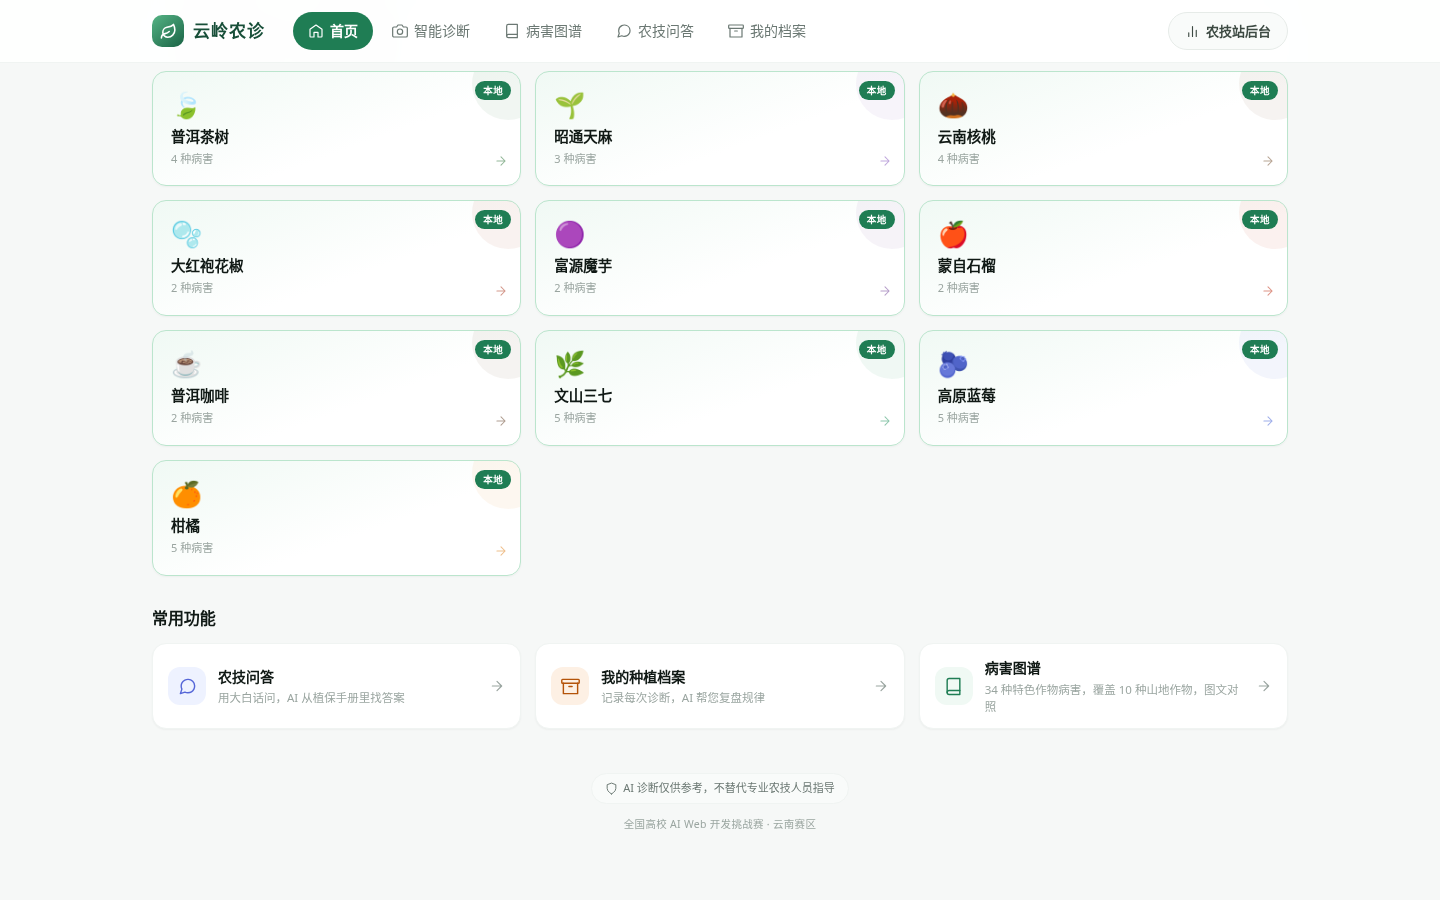 云岭农诊
首页
智能诊断
病害图谱
农技问答
我的档案
农技站后台
本地
普洱茶树
4 种病害
本地
昭通天麻
3 种病害
本地
云南核桃
4 种病害
本地
大红袍花椒
2 种病害
本地
富源魔芋
2 种病害
本地
蒙自石榴
2 种病害
本地
普洱咖啡
2 种病害
本地
文山三七
5 种病害
本地
高原蓝莓
5 种病害
本地
柑橘
5 种病害
常用功能
农技问答
用大白话问，AI 从植保手册里找答案
我的种植档案
记录每次诊断，AI 帮您复盘规律
病害图谱
34 种特色作物病害，覆盖 10 种山地作物，图文对
照
AI 诊断仅供参考，不替代专业农技人员指导
全国高校 AI Web 开发挑战赛 · 云南赛区